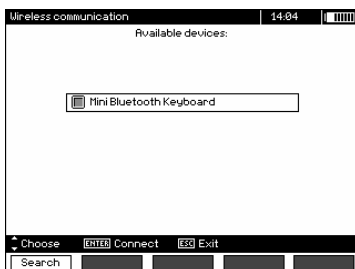 Wireless communication 14:04
Available devices:
Mini Bluetooth Keyboard
Choose ENTER Connect ESC Exit
Search